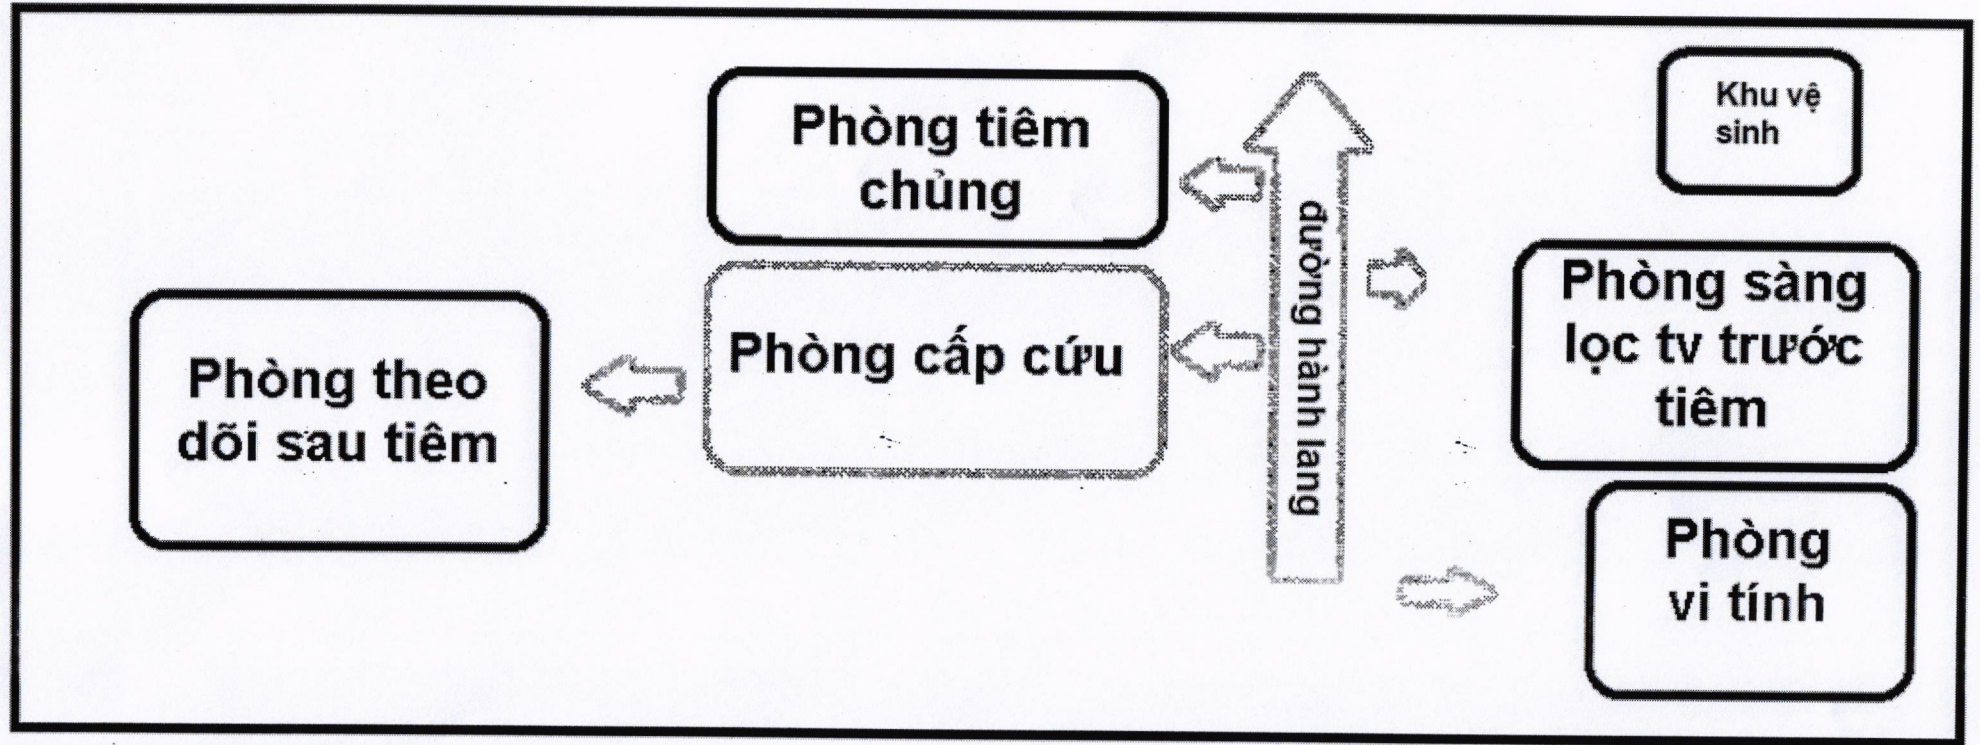 Khu vệ
sinh
Phòng tiêm
chủng
đường hành lang
Phòng sàng
lọc tv trước
tiêm
Phòng cấp cứu
Phòng theo
dõi sau tiêm
Phòng
vi tính